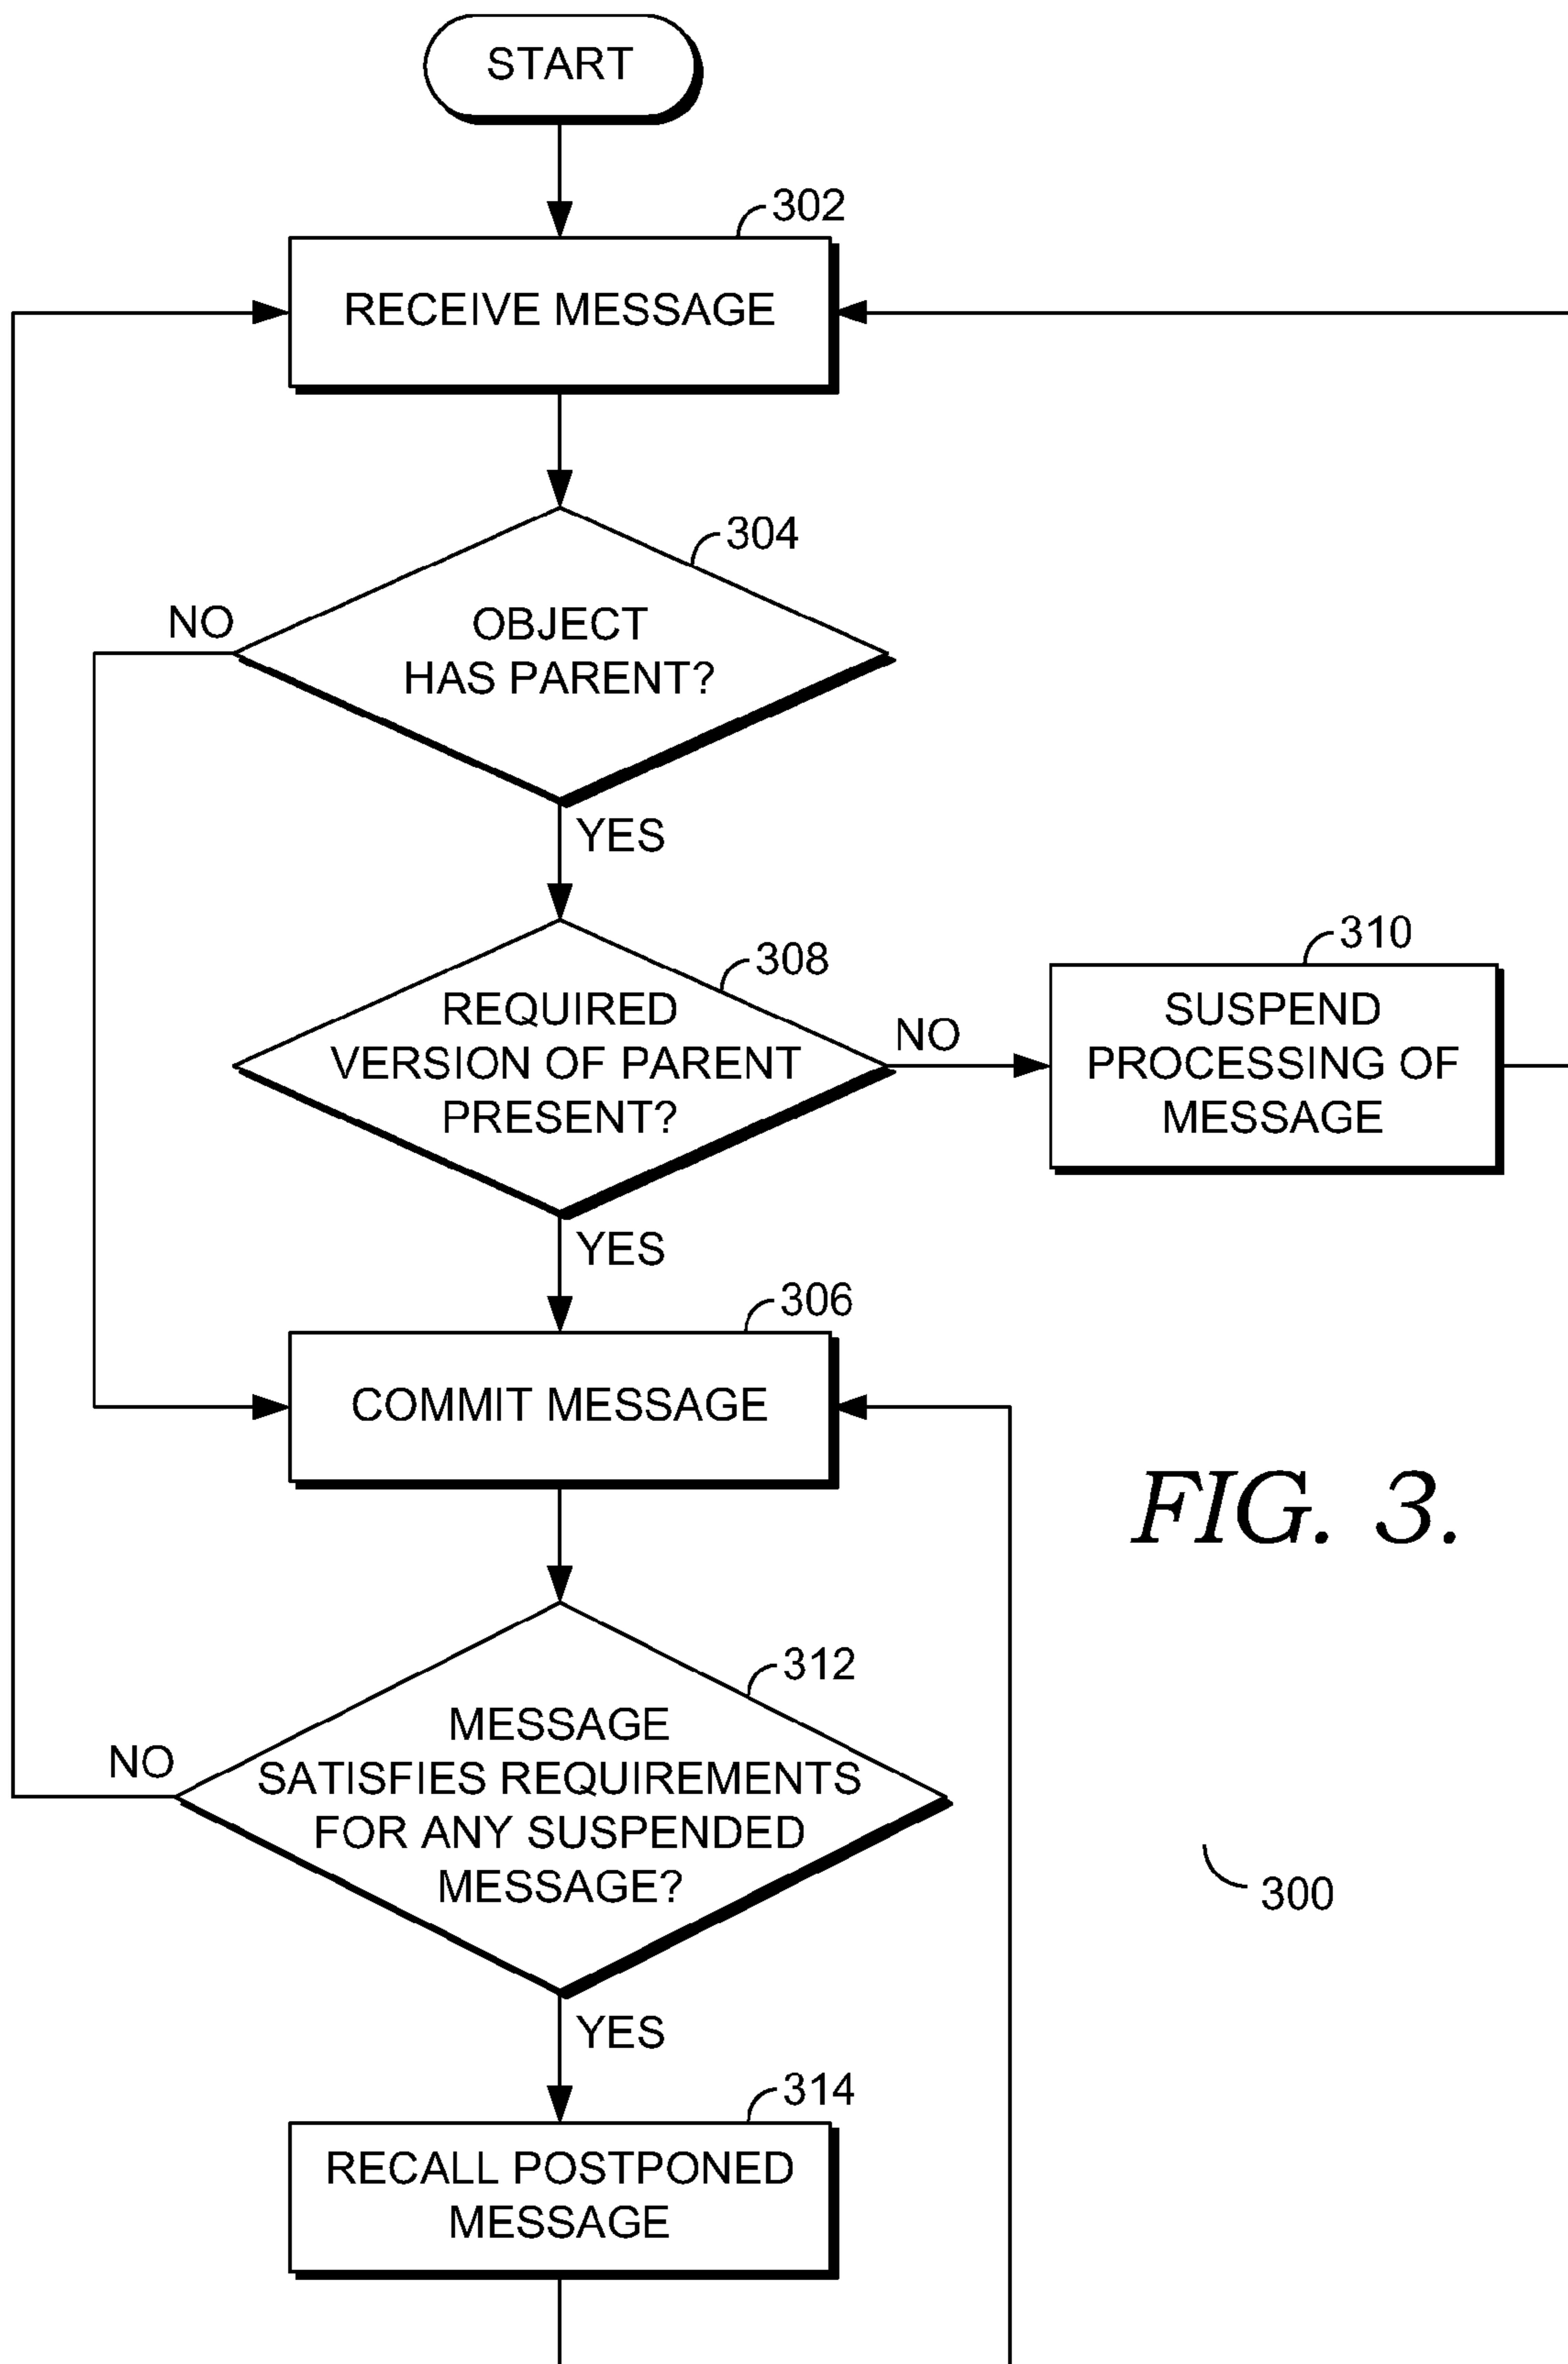 START
302
RECEIVE MESSAGE
304
NO
OBJECT
HAS PARENT?
YES
308
310
REQUIRED
VERSION OF PARENT
PRESENT?
NO
SUSPEND
PROCESSING OF
MESSAGE
YES
306
COMMIT MESSAGE
FIG. 3.
312
NO
MESSAGE
SATISFIES REQUIREMENTS
FOR ANY SUSPENDED
MESSAGE?
300
YES
314
RECALL POSTPONED
MESSAGE